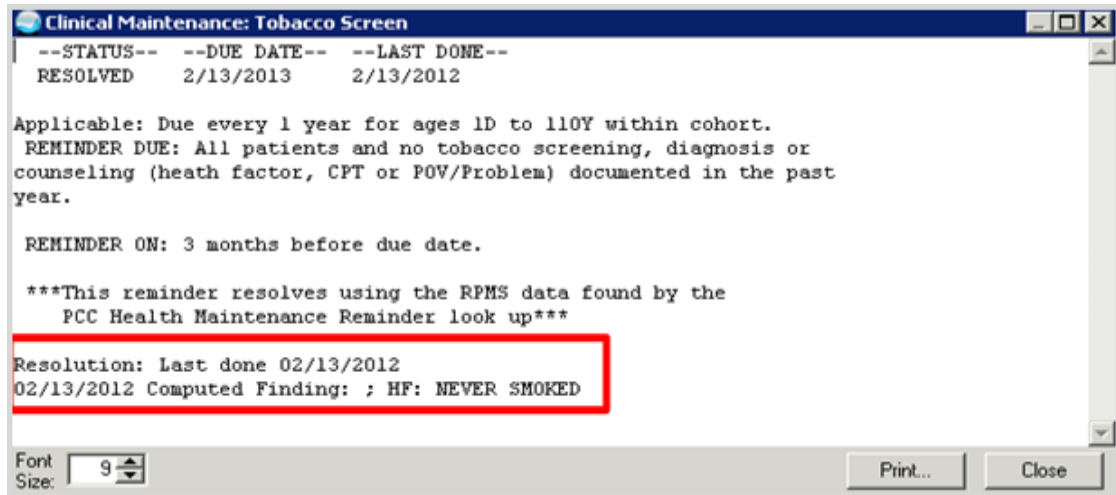 Clinical Maintenance: Tobacco Screen
--STATUS-- --DUE DATE-- --LAST DONE--
RESOLVED 2/13/2013 2/13/2012
Applicable: Due every 1 year for ages 1D to 110Y within cohort.
REMINDER DUE: All patients and no tobacco screening, diagnosis or
counseling (heath factor, CPT or POV/Problem) documented in the past
year.
REMINDER ON: 3 months before due date.
***This reminder resolves using the RPMS data found by the
PCC Health Maintenance Reminder look up***
Resolution: Last done 02/13/2012
02/13/2012 Computed Finding: ; HF: NEVER SMOKED
Font
Size: 9 Print... Close